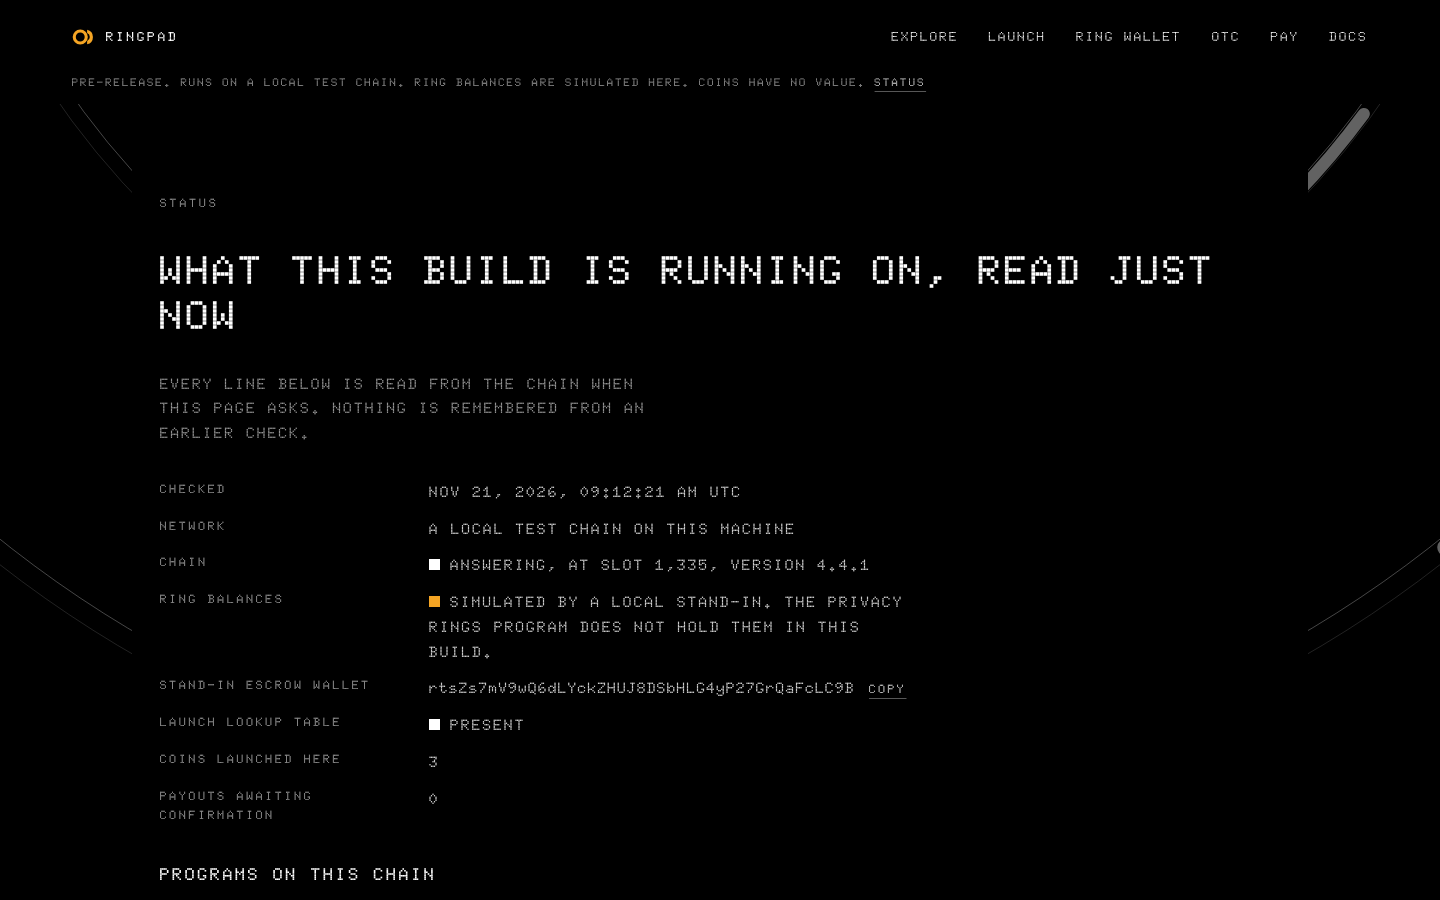 RINGPAD
EXPLORE LAUNCH RING WALLET OTC PAY DOCS
PRE-RELEASE. RUNS ON A LOCAL TEST CHAIN. RING BALANCES ARE SIMULATED HERE. COINS HAVE NO VALUE. STATUS
STATUS
WHAT THIS BUILD IS RUNNING ON, READ JUST
NOW
EVERY LINE BELOW IS READ FROM THE CHAIN WHEN
THIS PAGE ASKS. NOTHING IS REMEMBERED FROM AN
EARLIER CHECK.
CHECKED NOV 21, 2026, 09:12:21 AM UTC
NETWORK A LOCAL TEST CHAIN ON THIS MACHINE
CHAIN ANSWERING, AT SLOT 1,335, VERSION 4.4.1
RING BALANCES SIMULATED BY A LOCAL STAND-IN. THE PRIVACY
RINGS PROGRAM DOES NOT HOLD THEM IN THIS
BUILD.
STAND-IN ESCROW WALLET rtsZs7mV9wQ6dLYckZHUJ8DSbHLG4yP27GrQaFcLC9B COPY
LAUNCH LOOKUP TABLE PRESENT
COINS LAUNCHED HERE 3
PAYOUTS AWAITING 0
CONFIRMATION
PROGRAMS ON THIS CHAIN